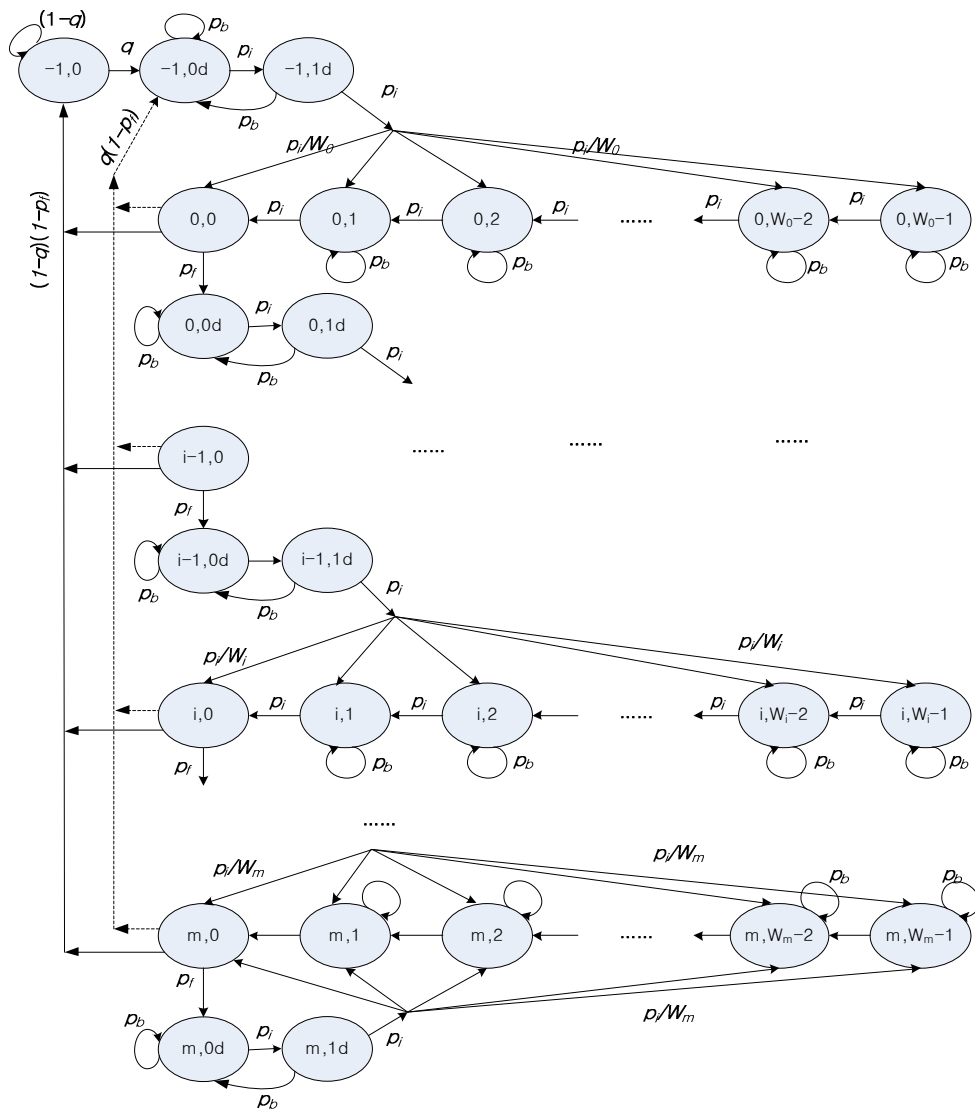 (1-q)
q
p_b
p_i
-1,0
-1,0d
-1,1d
p_b
p_i
q(1-p_i)
p_i/W_0
p_i/W_0
(1-q)(1-p_i)
0,0
p_i
0,1
p_i
0,2
p_i
......
p_i
0,W_0-2
p_i
0,W_0-1
p_b
p_b
p_b
p_b
p_f
0,0d
p_i
0,1d
p_b
p_b
p_i
......
......
......
i-1,0
p_f
i-1,0d
i-1,1d
p_b
p_b
p_i
p_i/W_i
p_i/W_i
i,0
p_i
i,1
p_i
i,2
......
p_i
i,W_i-2
p_i
i,W_i-1
p_b
p_b
p_b
p_b
p_f
......
p_i/W_m
p_i/W_m
p_b
p_b
m,0
m,1
m,2
......
m,W_m-2
m,W_m-1
p_f
p_i/W_m
p_b
m,0d
p_i
m,1d
p_i
p_b